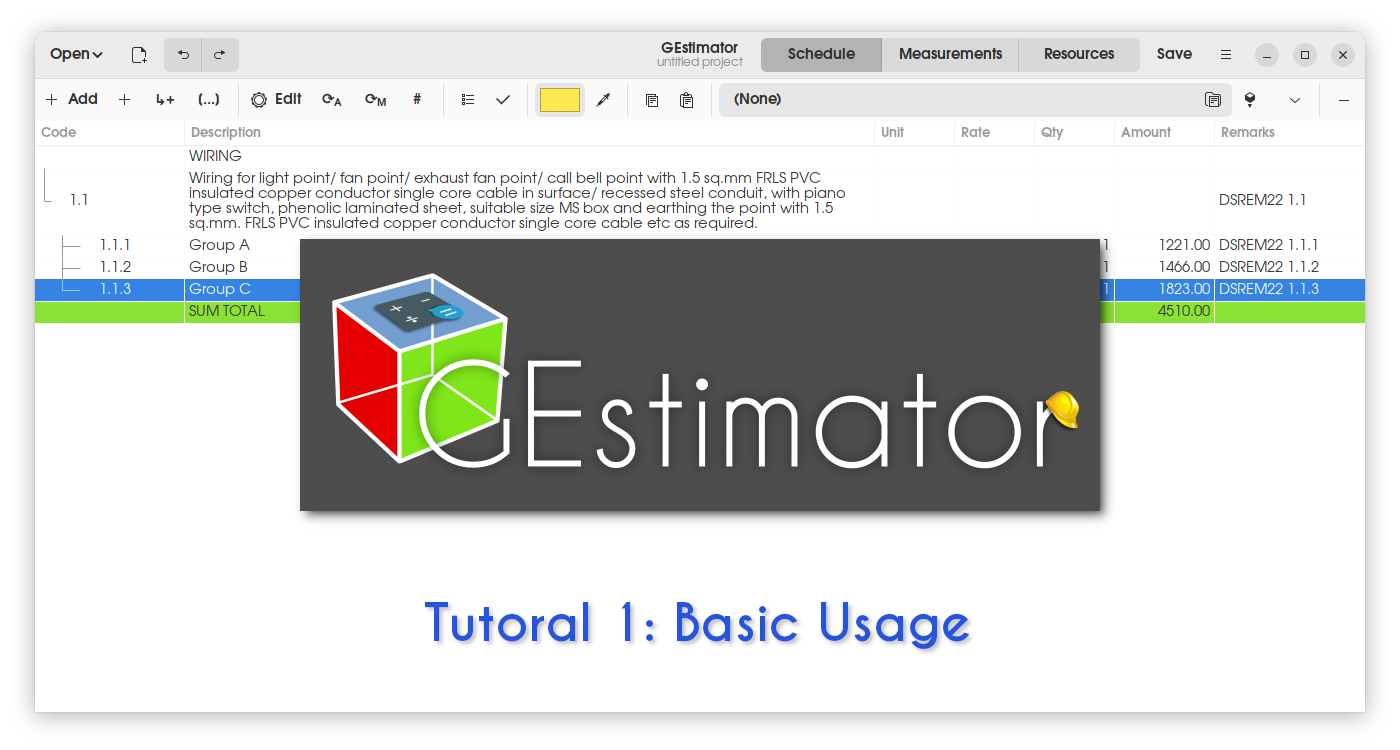 Open
GEstimator
untitled project
Schedule Measurements Resources Save
Add (...) Edit A M # (None)
Code Description Unit Rate Qty Amount Remarks
WIRING
Wiring for light point/ fan point/ exhaust fan point/ call bell point with 1.5 sq.mm FRLS PVC
insulated copper conductor single core cable in surface/ recessed steel conduit, with piano
1.1 type switch, phenolic laminated sheet, suitable size MS box and earthing the point with 1.5 DSREM22 1.1
sq.mm. FRLS PVC insulated copper conductor single core cable etc as required.
1.1.1 Group A 1 1221.00 DSREM22 1.1.1
1.1.2 Group B 1 1466.00 DSREM22 1.1.2
1.1.3 Group C 1 1823.00 DSREM22 1.1.3
SUM TOTAL 4510.00
GEstimator
Tutoral 1: Basic Usage